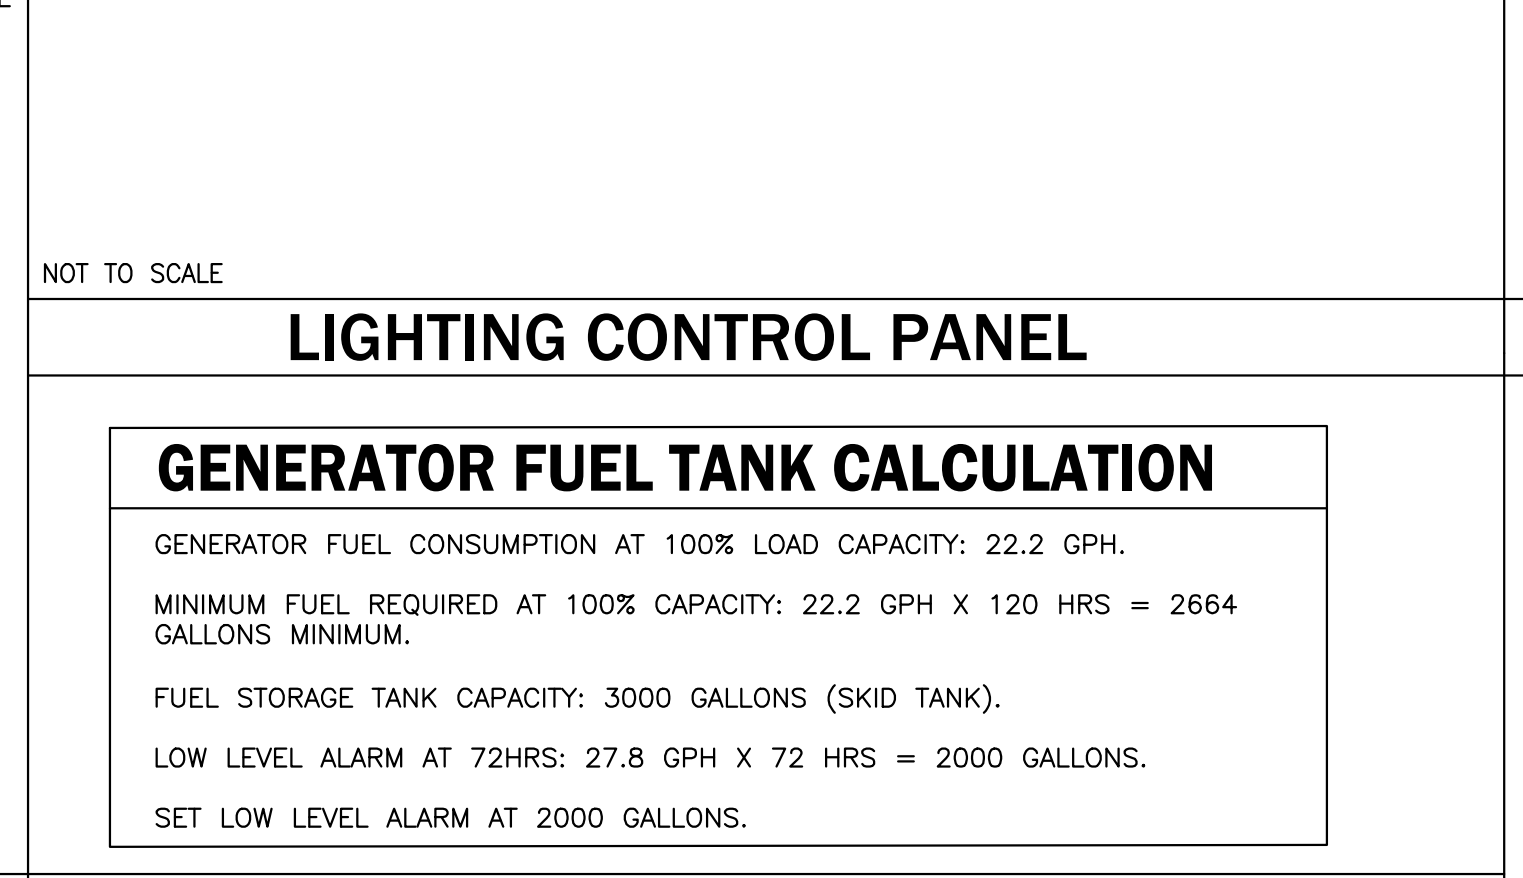 NOT TO SCALE
LIGHTING CONTROL PANEL
GENERATOR FUEL TANK CALCULATION
GENERATOR FUEL CONSUMPTION AT 100% LOAD CAPACITY: 22.2 GPH.
MINIMUM FUEL REQUIRED AT 100% CAPACITY: 22.2 GPH X 120 HRS = 2664
GALLONS MINIMUM.
FUEL STORAGE TANK CAPACITY: 3000 GALLONS (SKID TANK).
LOW LEVEL ALARM AT 72HRS: 27.8 GPH X 72 HRS = 2000 GALLONS.
SET LOW LEVEL ALARM AT 2000 GALLONS.